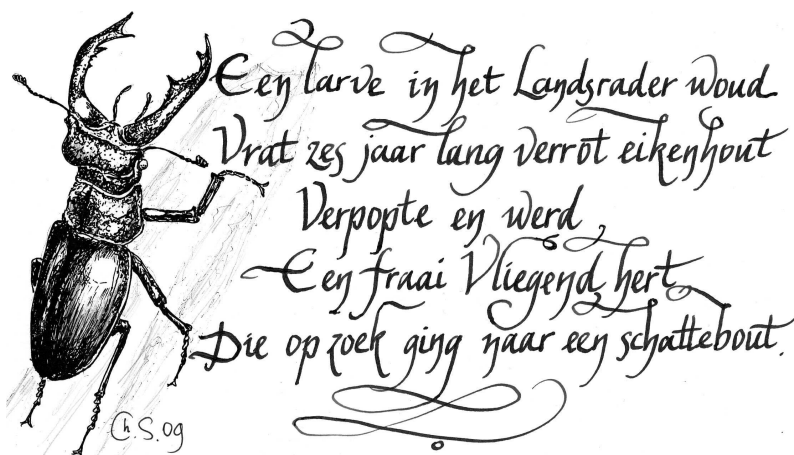 Een larve in het Landsrader woud
Vrat zes jaar lang verrot eikenhout
Verpopte en werd
Een fraai Vliegend hert
Die op zoek ging naar een schattebout.
Ch.S.09